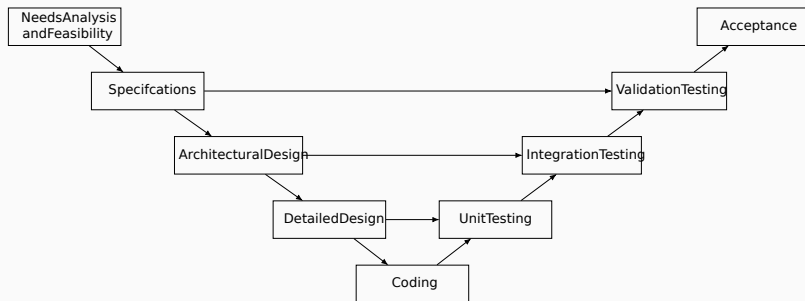 NeedsAnalysis
andFeasibility
Acceptance
Specifcations
ValidationTesting
ArchitecturalDesign
IntegrationTesting
DetailedDesign
UnitTesting
Coding